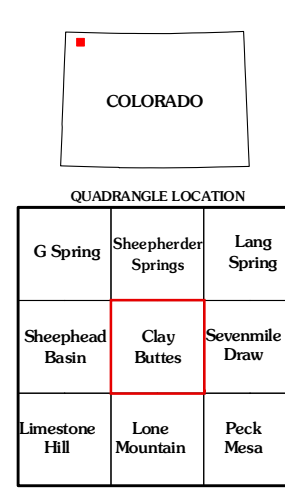 COLORADO
QUADRANGLE LOCATION
G Spring
Sheepherder
Springs
Lang
Spring
Sheephead
Basin
Clay
Buttes
Sevenmile
Draw
Limestone
Hill
Lone
Mountain
Peck
Mesa